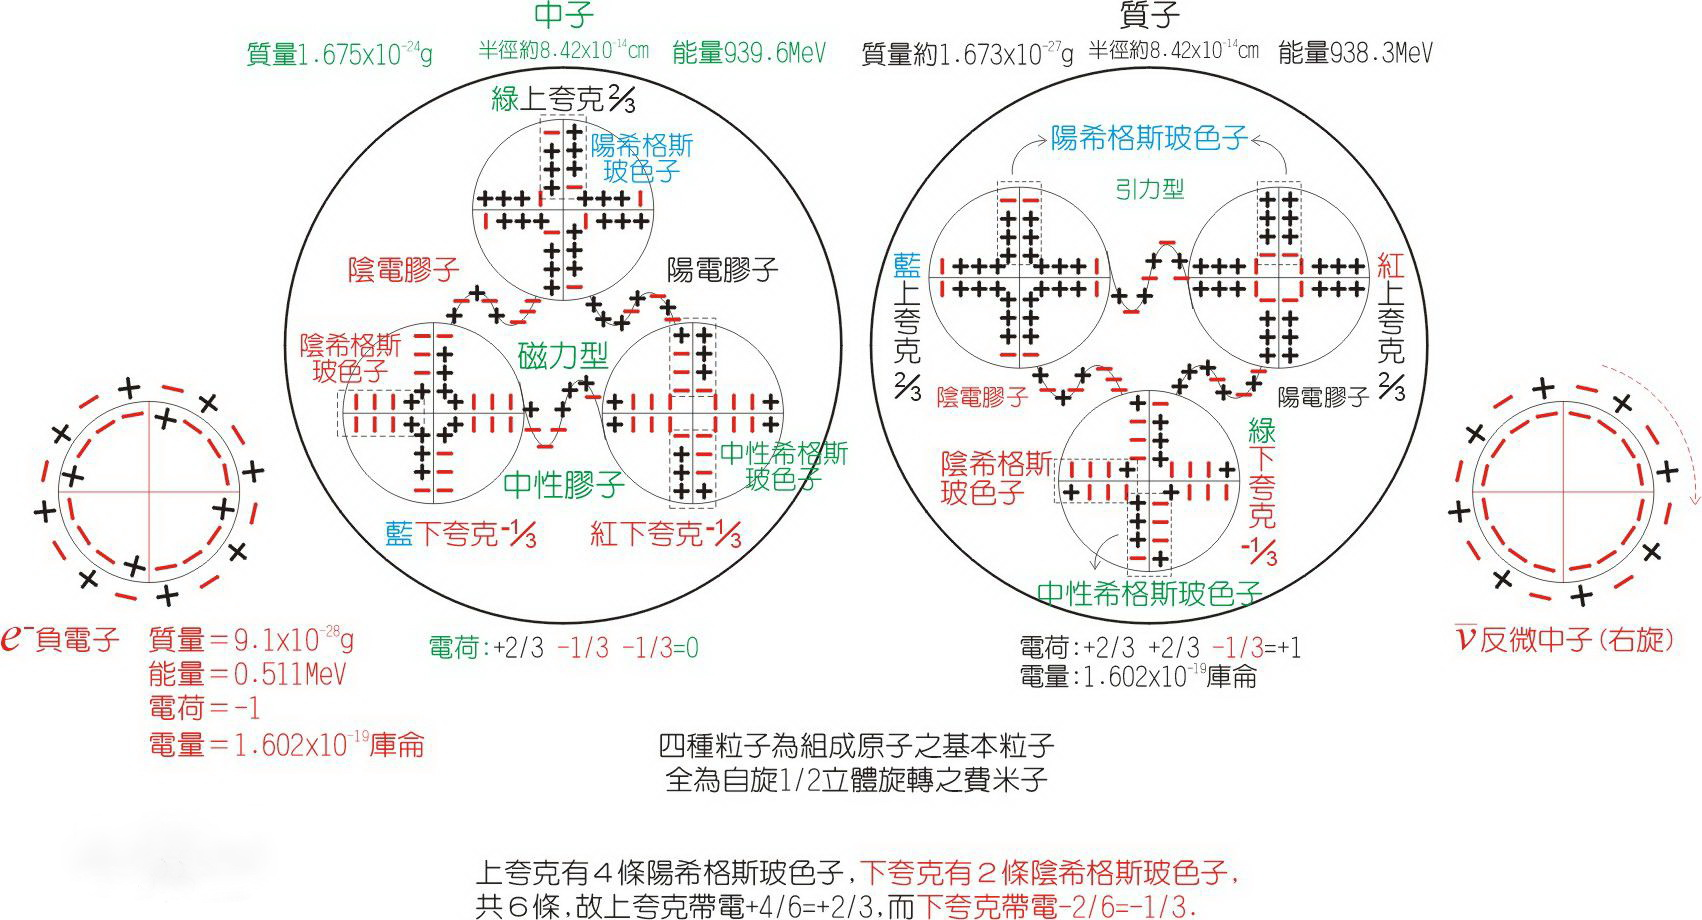 中子
質量1.675x10⁻²⁴g 半徑約8.42x10⁻¹⁴cm 能量939.6MeV
綠上夸克2/3
陽希格斯
玻色子
陰電膠子
陽電膠子
陰希格斯
玻色子
磁力型
中性膠子
中性希格斯
玻色子
藍下夸克-1/3
紅下夸克-1/3
電荷:+2/3 -1/3 -1/3=0
質子
質量約1.673x10⁻²⁷g 半徑約8.42x10⁻¹⁴cm 能量938.3MeV
陽希格斯玻色子
引力型
藍上夸克2/3
紅上夸克2/3
陰電膠子
陽電膠子
陰希格斯
玻色子
綠下夸克-1/3
中性希格斯玻色子
電荷:+2/3 +2/3 -1/3=+1
電量:1.602x10⁻¹⁹庫侖
e⁻負電子
質量=9.1x10⁻²⁸g
能量=0.511MeV
電荷=-1
電量=1.602x10⁻¹⁹庫侖
ν̅反微中子(右旋)
四種粒子為組成原子之基本粒子
全為自旋1/2立體旋轉之費米子
上夸克有4條陽希格斯玻色子,下夸克有2條陰希格斯玻色子,
共6條,故上夸克帶電+4/6=+2/3,而下夸克帶電-2/6=-1/3.